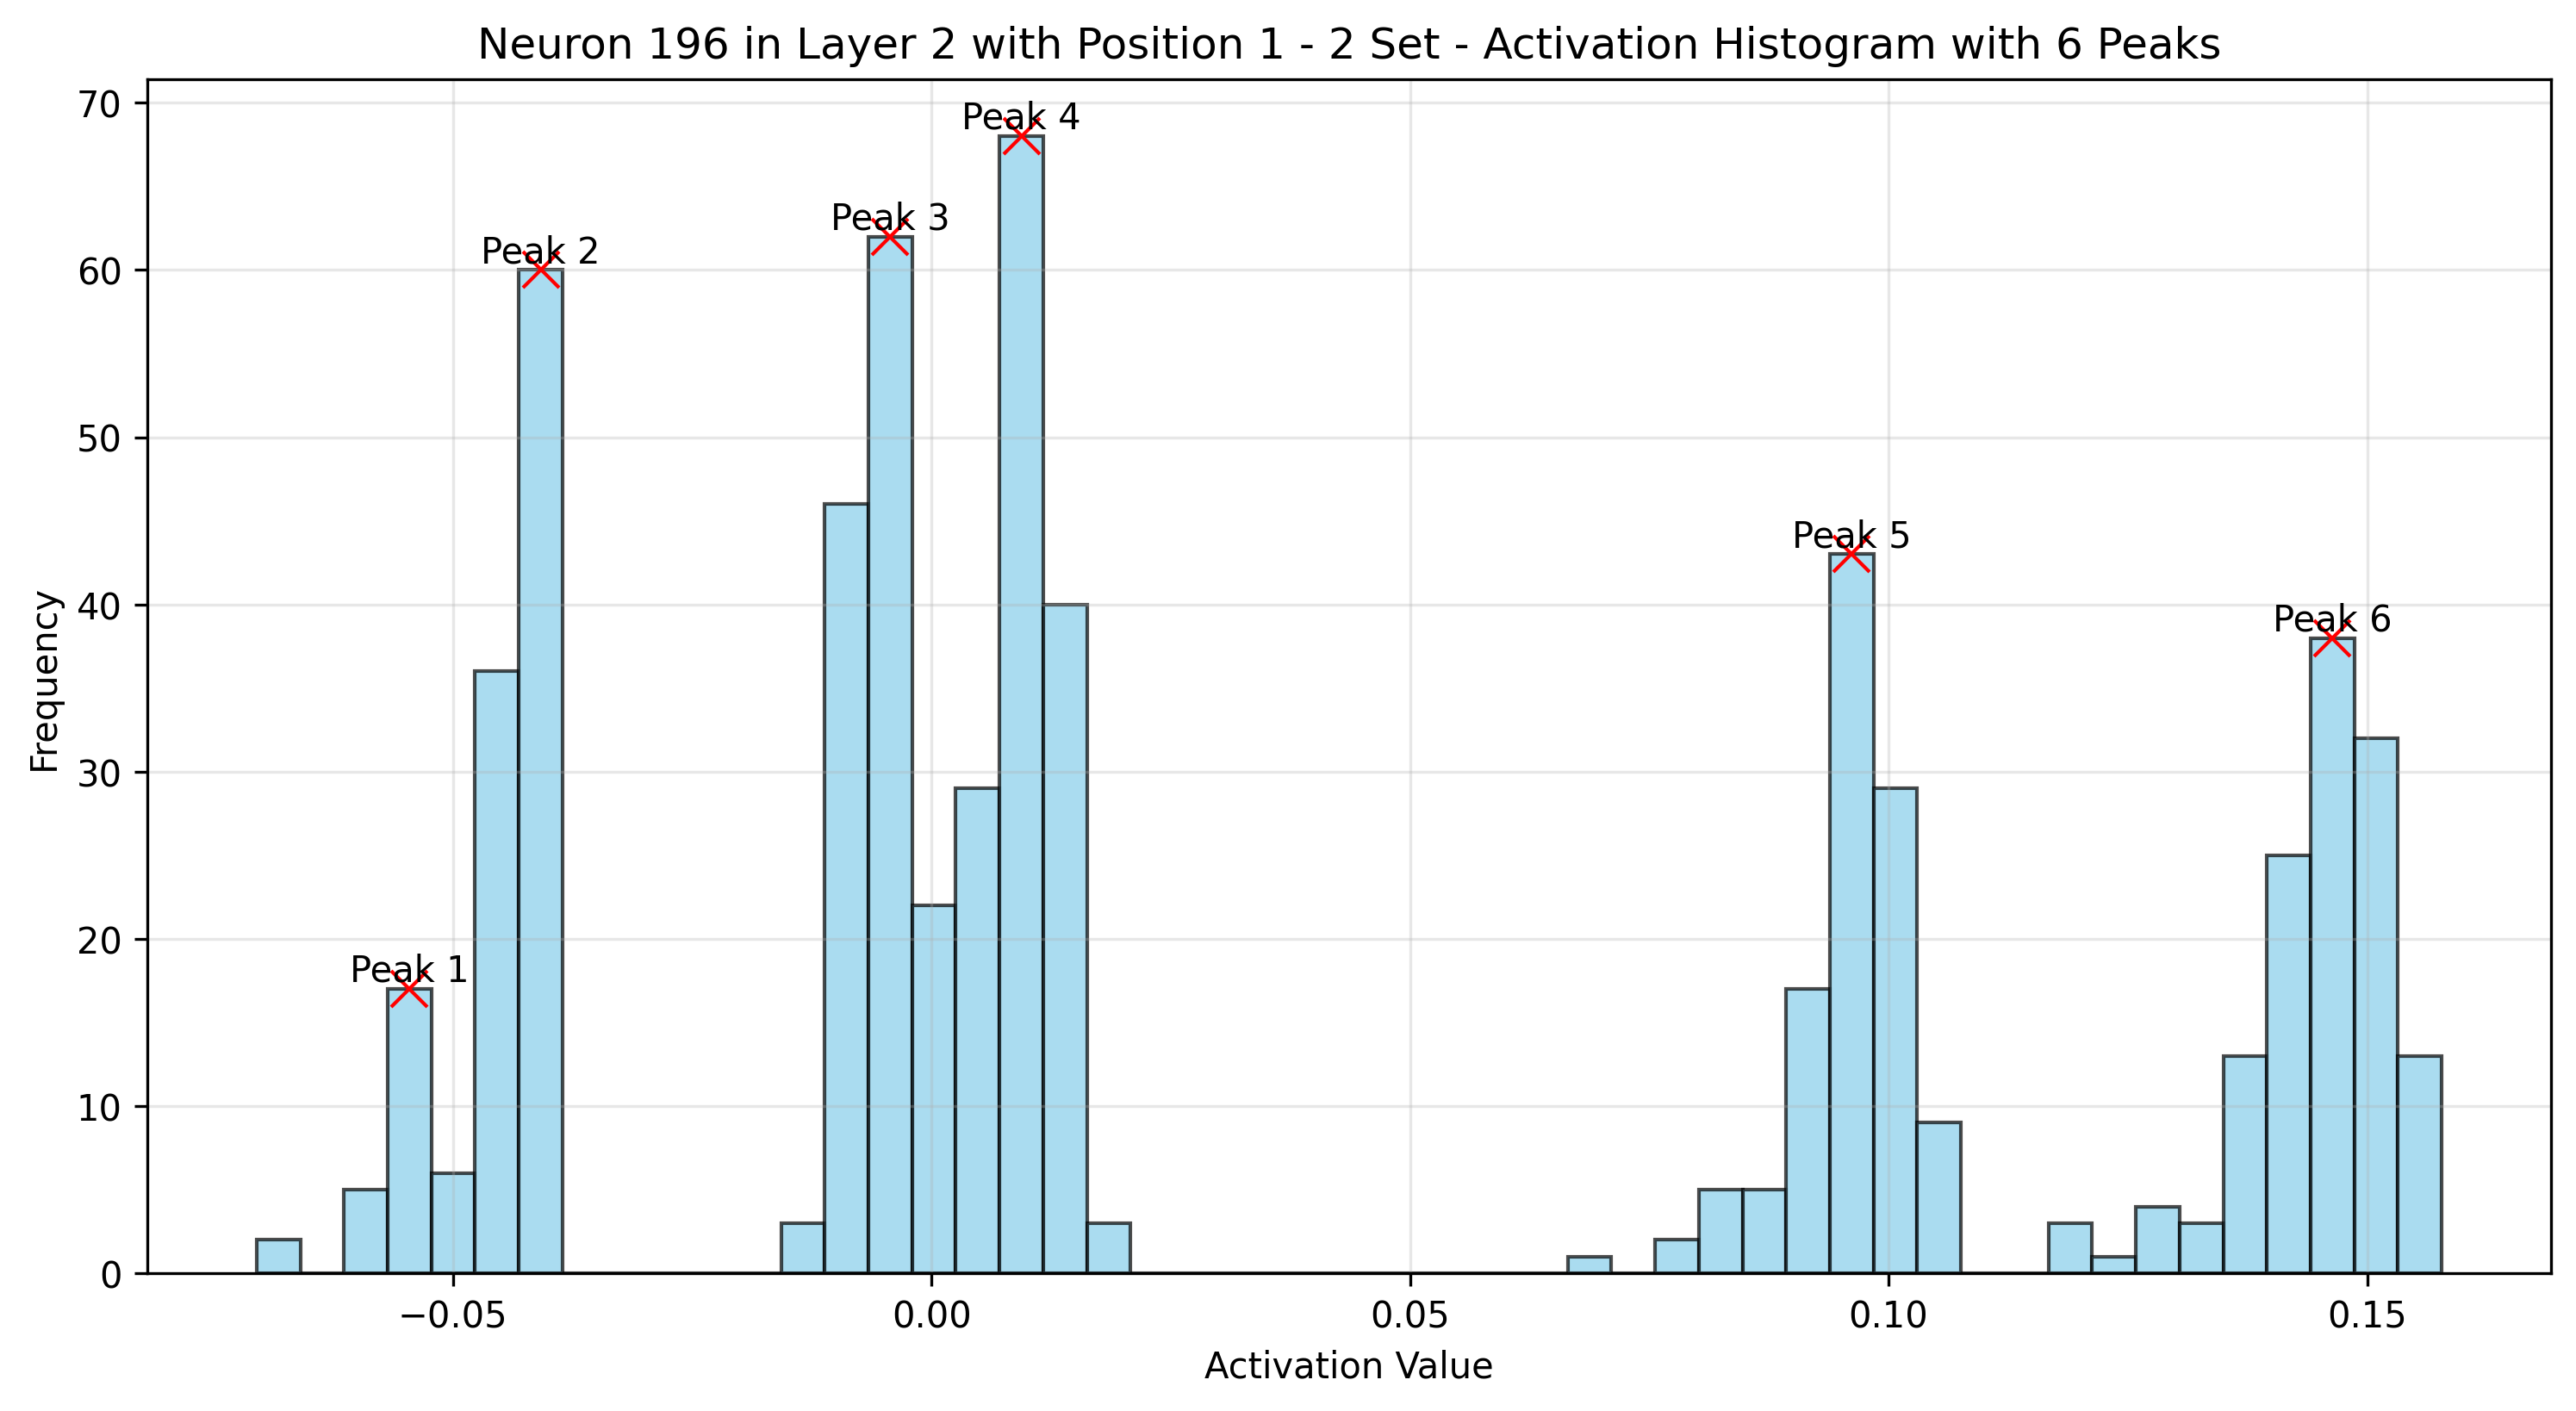 Neuron 196 in Layer 2 with Position 1 - 2 Set - Activation Histogram with 6 Peaks
70
60
50
40
30
20
10
0
Frequency
Peak 1
Peak 2
Peak 3
Peak 4
Peak 5
Peak 6
−0.05
0.00
0.05
0.10
0.15
Activation Value